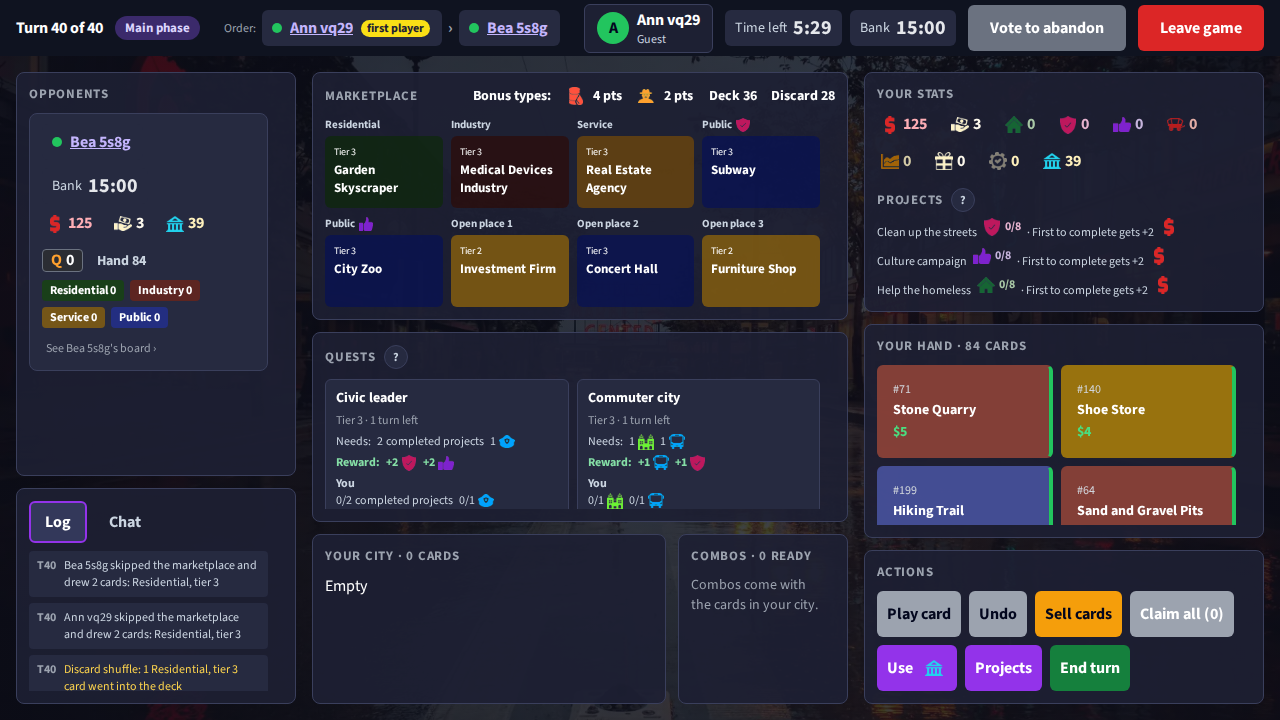 Turn 40 of 40 Main phase Order: Ann vq29 first player › Bea 5s8g A Ann vq29 Guest Time left 5:29 Bank 15:00 Vote to abandon Leave game
OPPONENTS
Bea 5s8g
Bank 15:00
125 3 39
Q 0 Hand 84
Residential 0 Industry 0
Service 0 Public 0
See Bea 5s8g's board ›
Log Chat
T40 Bea 5s8g skipped the marketplace and
drew 2 cards: Residential, tier 3
T40 Ann vq29 skipped the marketplace
and drew 2 cards: Residential, tier 3
T40 Discard shuffle: 1 Residential, tier 3
card went into the deck
MARKETPLACE Bonus types: 4 pts 2 pts Deck 36 Discard 28
Residential Industry Service Public
Tier 3 Tier 3 Tier 3 Tier 3
Garden Medical Devices Real Estate Subway
Skyscraper Industry Agency
Public Open place 1 Open place 2 Open place 3
Tier 3 Tier 2 Tier 3 Tier 2
City Zoo Investment Firm Concert Hall Furniture Shop
QUESTS ?
Civic leader
Tier 3 · 1 turn left
Needs: 2 completed projects 1
Reward: +2 +2
You
0/2 completed projects 0/1
Commuter city
Tier 3 · 1 turn left
Needs: 1 1
Reward: +1 +1
You
0/1 0/1
YOUR CITY · 0 CARDS
Empty
COMBOS · 0 READY
Combos come with
the cards in your city.
YOUR STATS
$ 125 3 0 0 0 0
0 0 0 39
PROJECTS ?
Clean up the streets 0/8 · First to complete gets +2 $
Culture campaign 0/8 · First to complete gets +2 $
Help the homeless 0/8 · First to complete gets +2 $
YOUR HAND · 84 CARDS
#71
Stone Quarry
$5
#140
Shoe Store
$4
#199
Hiking Trail
#64
Sand and Gravel Pits
ACTIONS
Play card Undo Sell cards Claim all (0)
Use Projects End turn